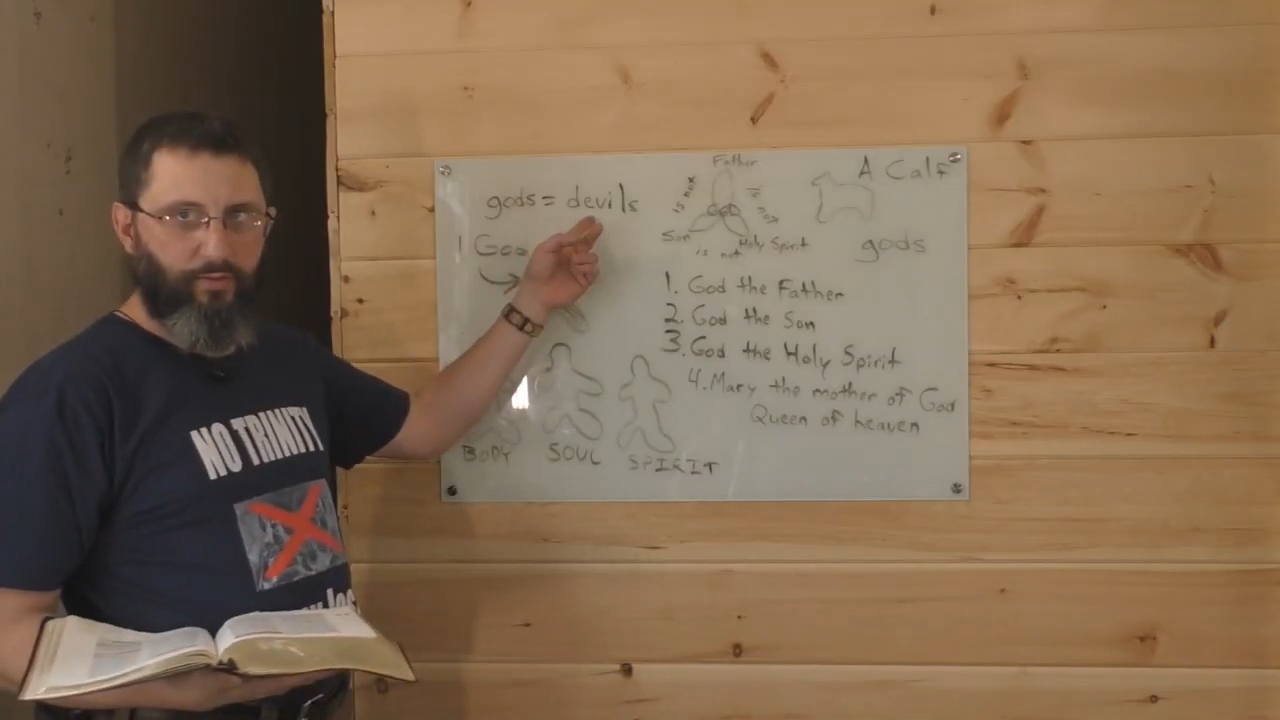 gods = devils
1 God
BODY SOUL SPIRIT
Father
is not
is not
God
Son
is not
Holy Spirit
A Calf
gods
1. God the Father
2. God the Son
3. God the Holy Spirit
4. Mary the mother of God
Queen of heaven
NO TRINITY